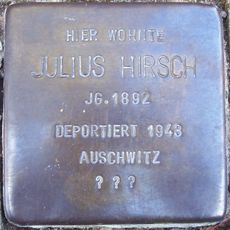 HIER WOHNTE
JULIUS HIRSCH
JG. 1892
DEPORTIERT 1943
AUSCHWITZ
? ? ?